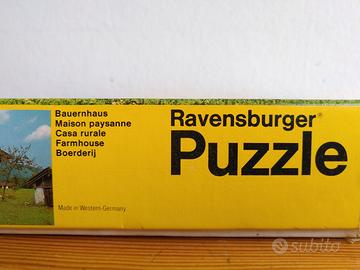 Bauernhaus
Maison paysanne
Casa rurale
Farmhouse
Boerderij
Made in Western-Germany
Ravensburger®
Puzzle
subito